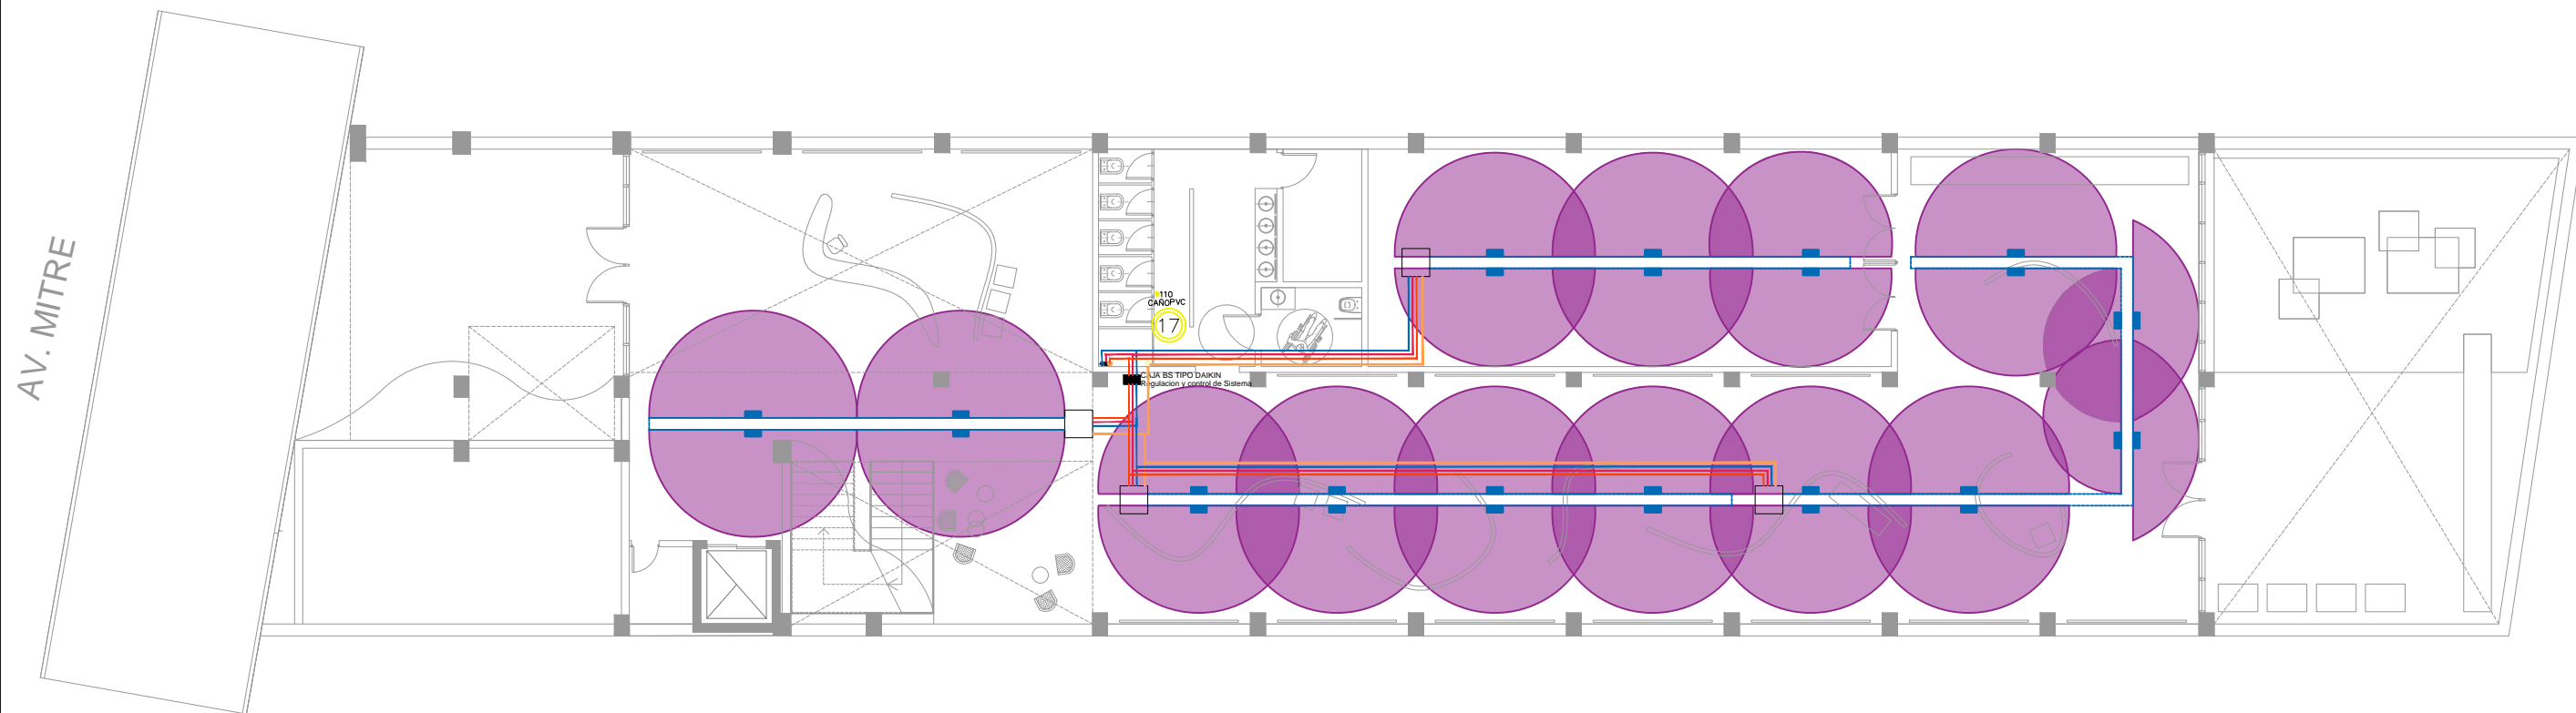 AV. MITRE
110
CAÑO PVC
17
CAJA BS TIPO DAIKIN
Regulacion y control de Sistema